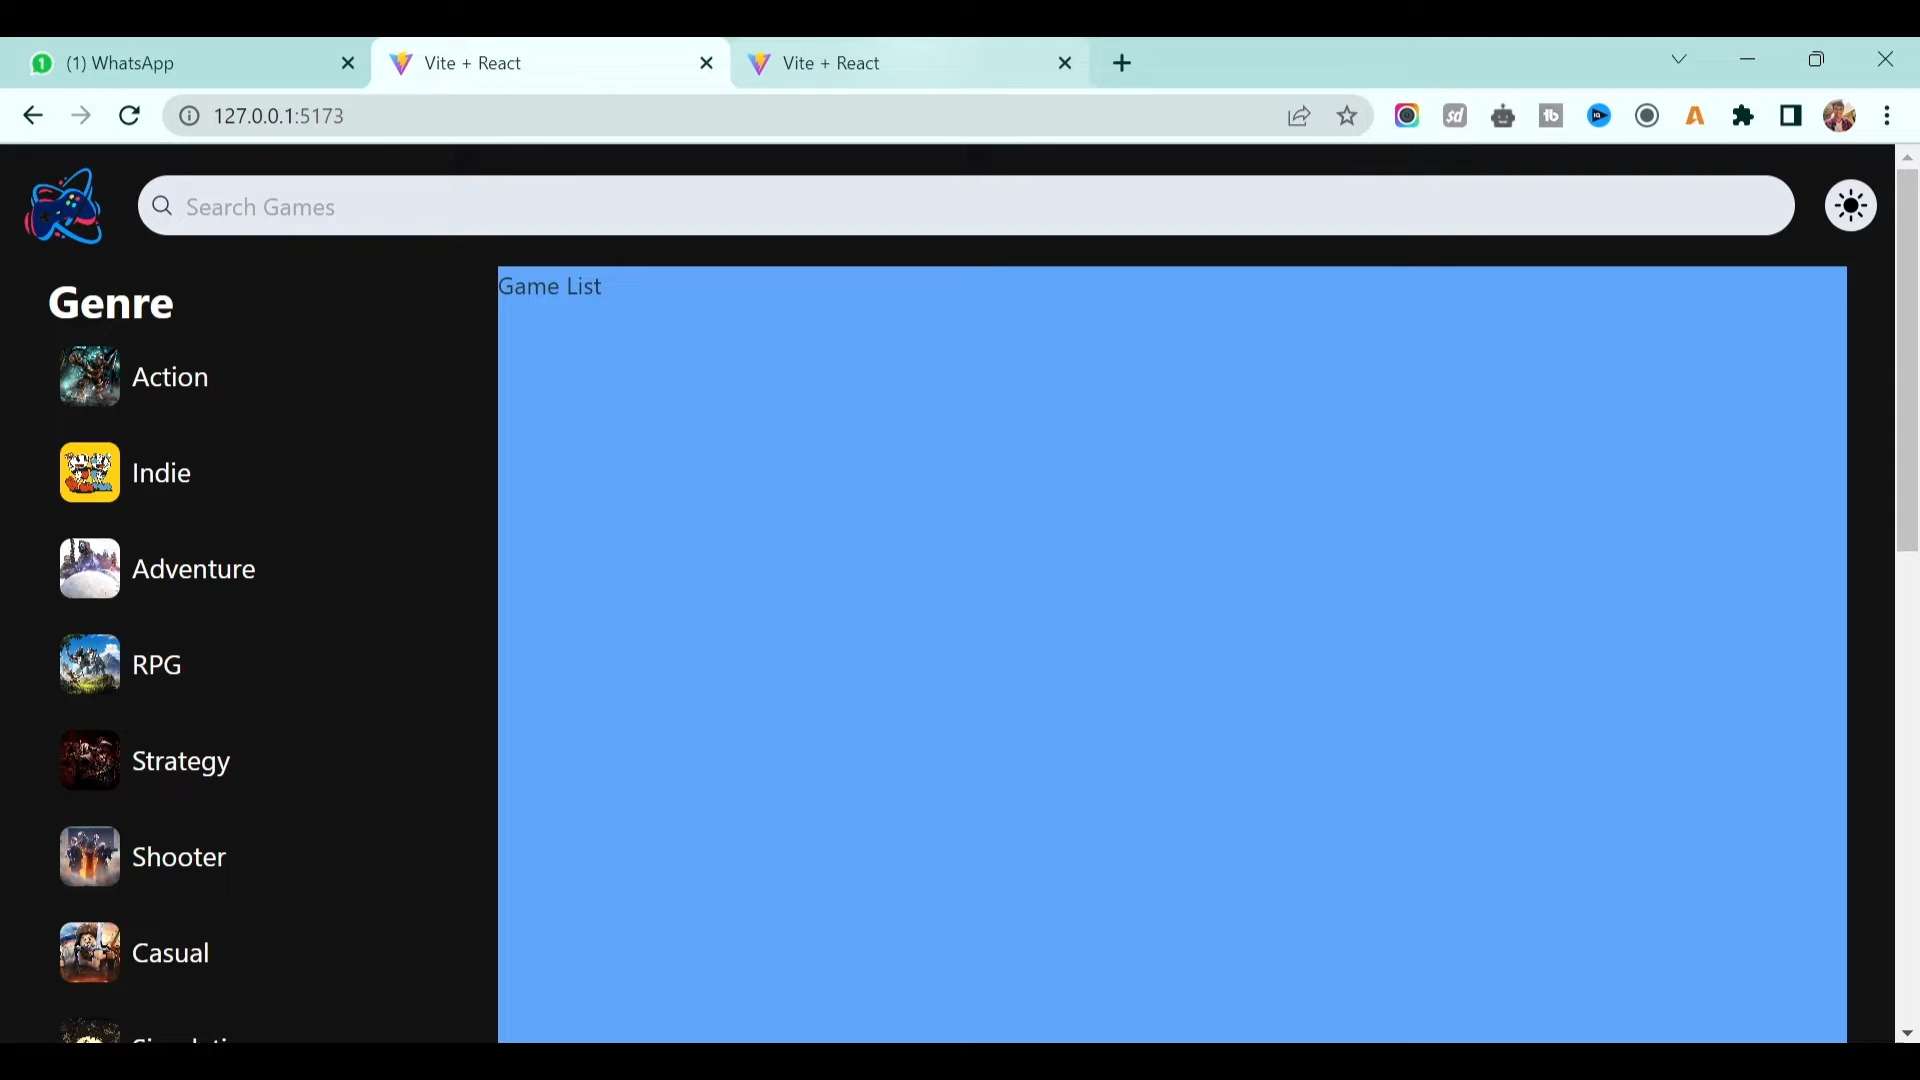 (1) WhatsApp
Vite + React
Vite + React
127.0.0.1:5173
Search Games
Genre
Game List
Action
Indie
Adventure
RPG
Strategy
Shooter
Casual